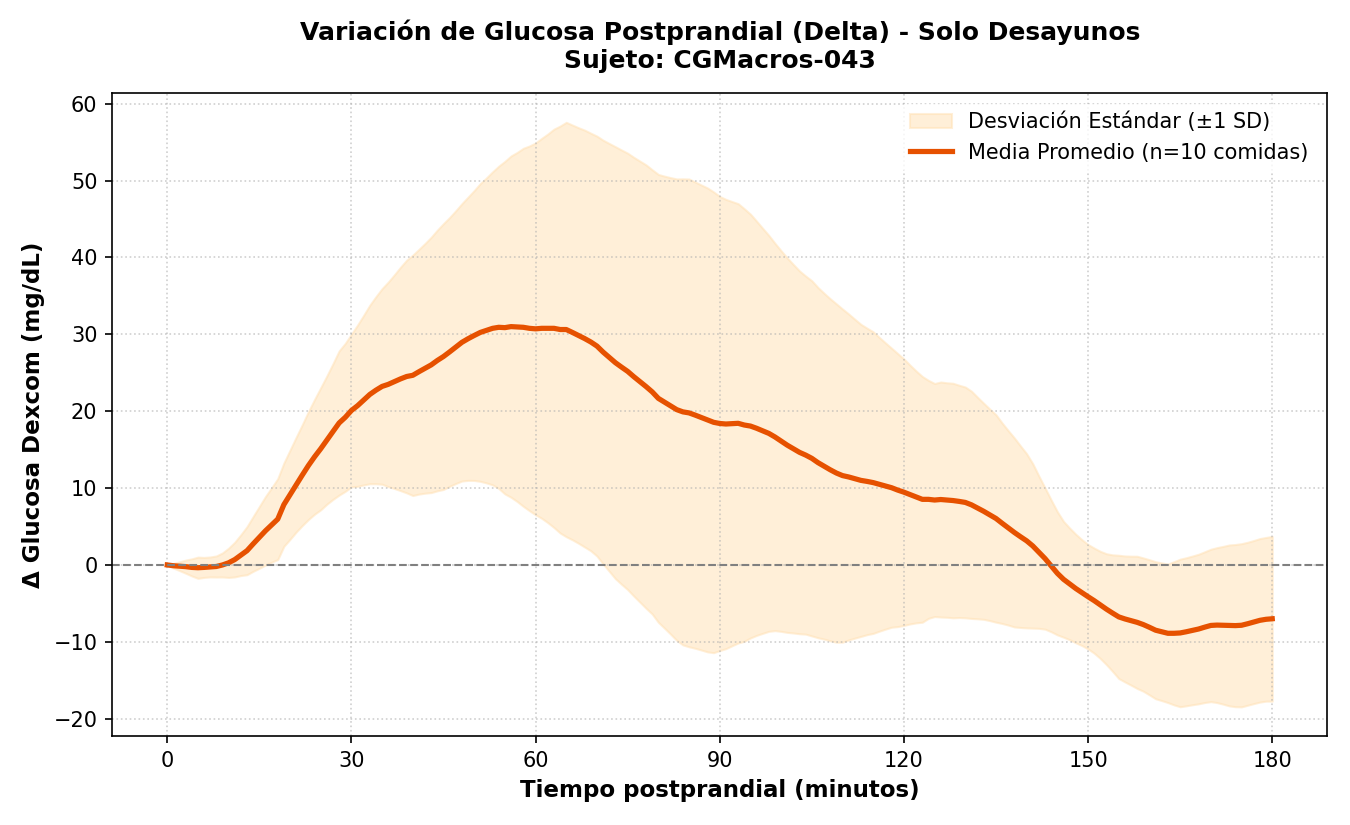 Variación de Glucosa Postprandial (Delta) - Solo Desayunos
Sujeto: CGMacros-043
Desviación Estándar (±1 SD)
Media Promedio (n=10 comidas)
Δ Glucosa Dexcom (mg/dL)
60
50
40
30
20
10
0
−10
−20
0 30 60 90 120 150 180
Tiempo postprandial (minutos)